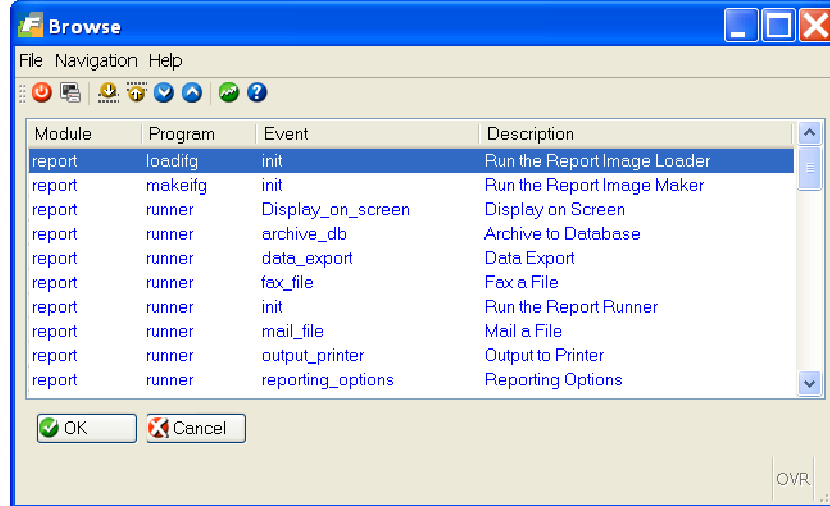 Browse
File Navigation Help
Module Program Event Description
report loadifg init Run the Report Image Loader
report makeifg init Run the Report Image Maker
report runner Display_on_screen Display on Screen
report runner archive_db Archive to Database
report runner data_export Data Export
report runner fax_file Fax a File
report runner init Run the Report Runner
report runner mail_file Mail a File
report runner output_printer Output to Printer
report runner reporting_options Reporting Options
OK Cancel
OVR